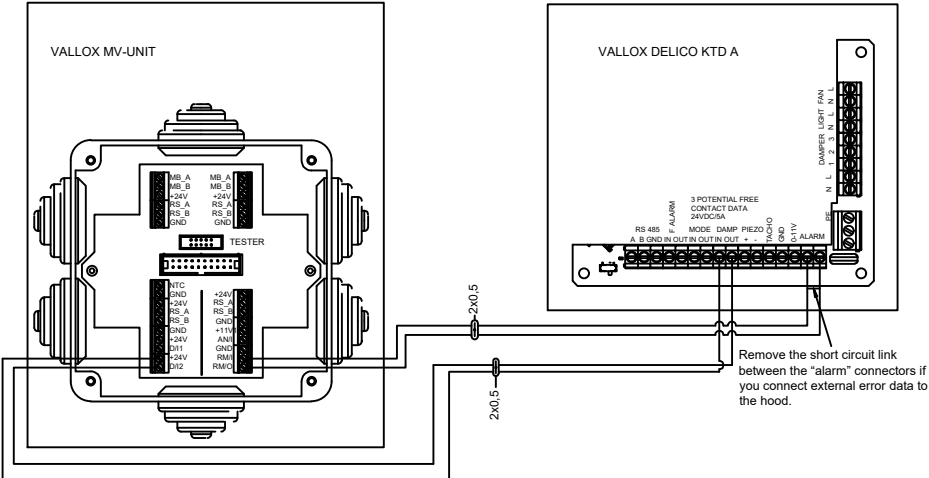 VALLOX MV-UNIT
MB_A
MB_B
+24V
RS_A
RS_B
GND
MB_A
MB_B
+24V
RS_A
RS_B
GND
TESTER
NTC
GND
+24V
RS_A
RS_B
GND
+24V
D/I1
+24V
D/I2
+24V
RS_A
RS_B
GND
+11V
AN/I
GND
RM/I
RM/O
2x0,5
2x0,5
VALLOX DELICO KTD A
3 POTENTIAL FREE
CONTACT DATA
24VDC/5A
RS 485
F ALARM
MODE
DAMP
PIEZO
TACHO
GND
0-11V
ALARM
A B GND IN OUT IN OUT IN OUT + -
DAMPER LIGHT FAN
N L 1 2 3 N L N L
PE
Remove the short circuit link
between the “alarm” connectors if
you connect external error data to
the hood.